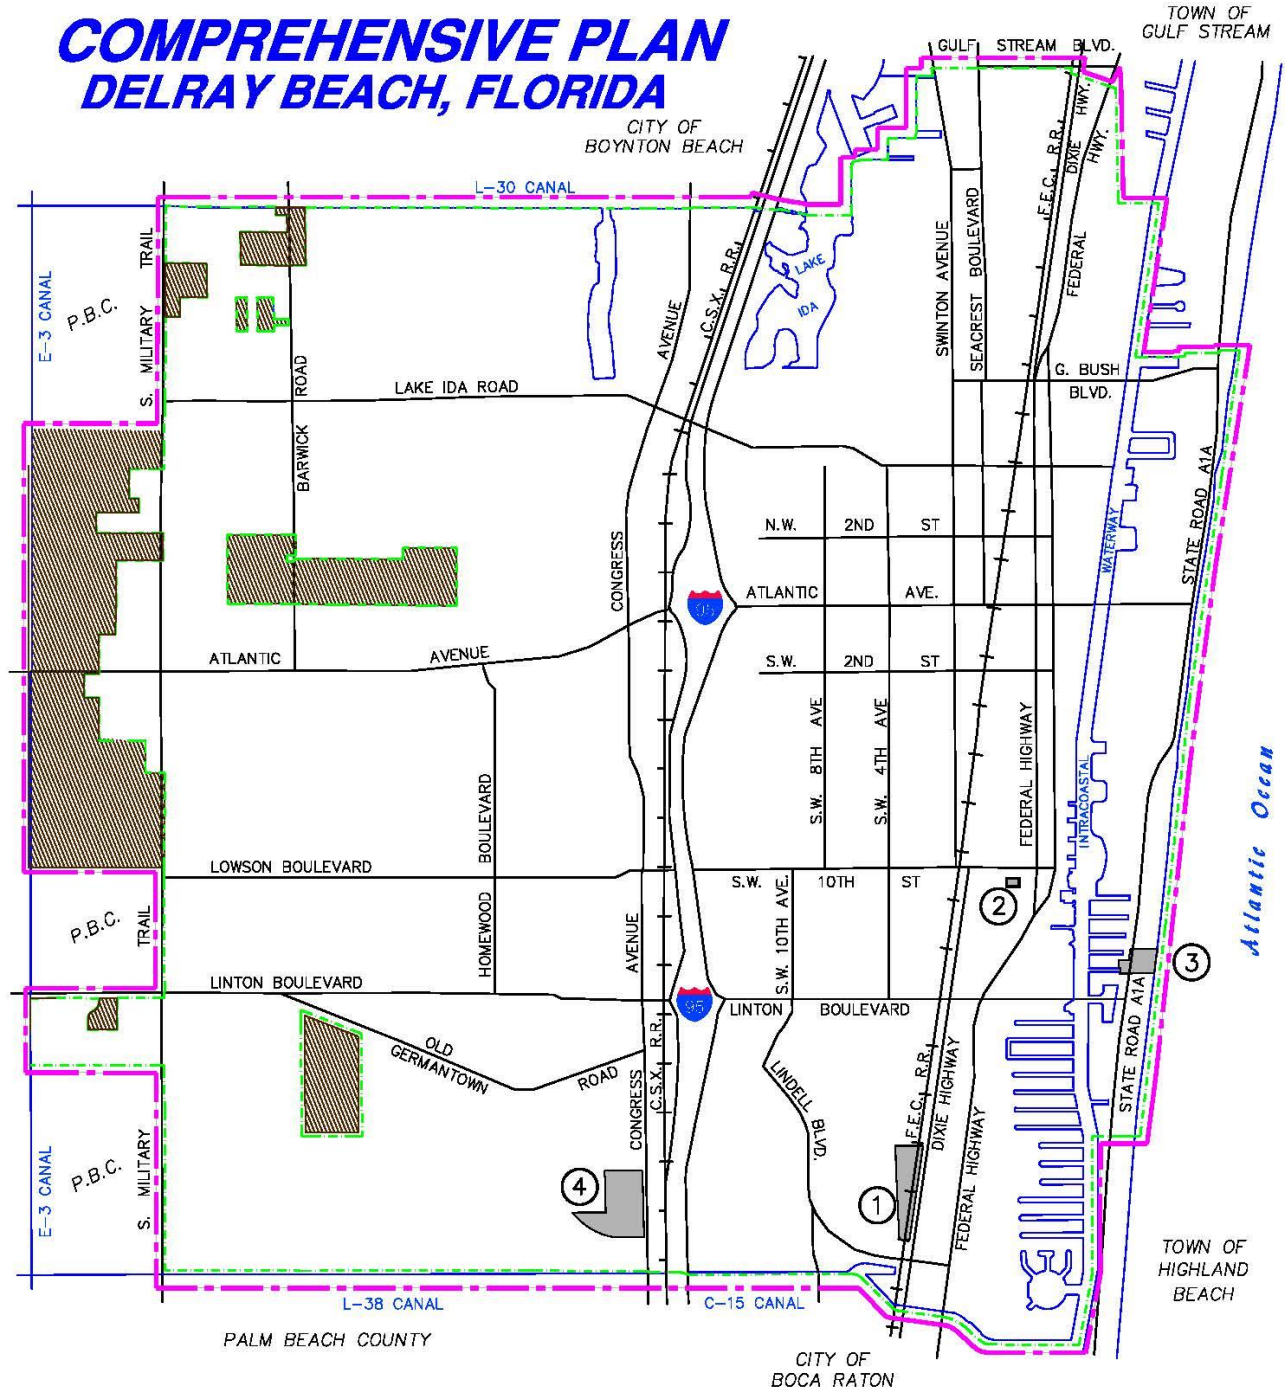 COMPREHENSIVE PLAN
DELRAY BEACH, FLORIDA
TOWN OF
GULF STREAM
GULF STREAM BLVD.
CITY OF
BOYNTON BEACH
L-30 CANAL
E-3 CANAL
P.B.C.
S. MILITARY TRAIL
BARWICK ROAD
LAKE IDA ROAD
CONGRESS AVENUE
C.S.X. R.R.
LAKE
IDA
SWINTON AVENUE
SEACREST BOULEVARD
F.E.C. R.R.
DIXIE HWY.
FEDERAL HWY.
G. BUSH
BLVD.
STATE ROAD A1A
WATERWAY
N.W. 2ND ST
95
ATLANTIC AVE.
ATLANTIC AVENUE
S.W. 2ND ST
S.W. 8TH AVE
S.W. 4TH AVE
FEDERAL HIGHWAY
INTRACOASTAL
Atlantic Ocean
HOMEWOOD BOULEVARD
LOWSON BOULEVARD
S.W. 10TH ST
S.W. 10TH AVE.
2
3
P.B.C.
TRAIL
AVENUE
LINTON BOULEVARD
95
LINTON BOULEVARD
OLD
GERMANTOWN
ROAD
CONGRESS
C.S.X. R.R.
LINDELL BLVD.
F.E.C. R.R.
DIXIE HIGHWAY
FEDERAL HIGHWAY
STATE ROAD A1A
E-3 CANAL
P.B.C.
S. MILITARY
4
1
TOWN OF
HIGHLAND
BEACH
L-38 CANAL
C-15 CANAL
PALM BEACH COUNTY
CITY OF
BOCA RATON